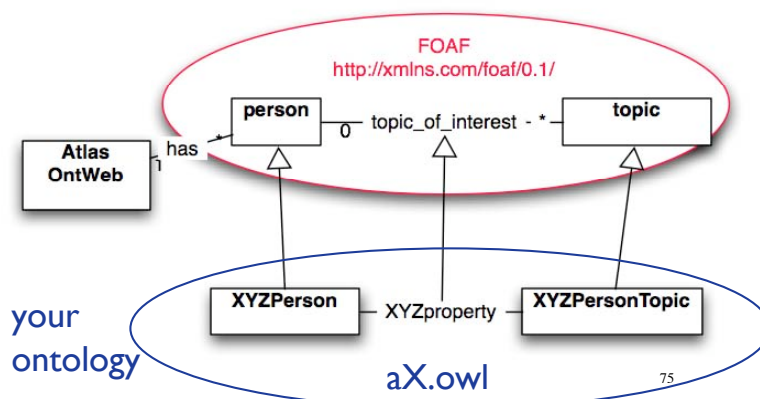 FOAF
http://xmlns.com/foaf/0.1/
person
0
topic_of_interest - *
topic
Atlas
OntWeb
1
has
*
XYZPerson
XYZproperty
XYZPersonTopic
your
ontology
aX.owl
75